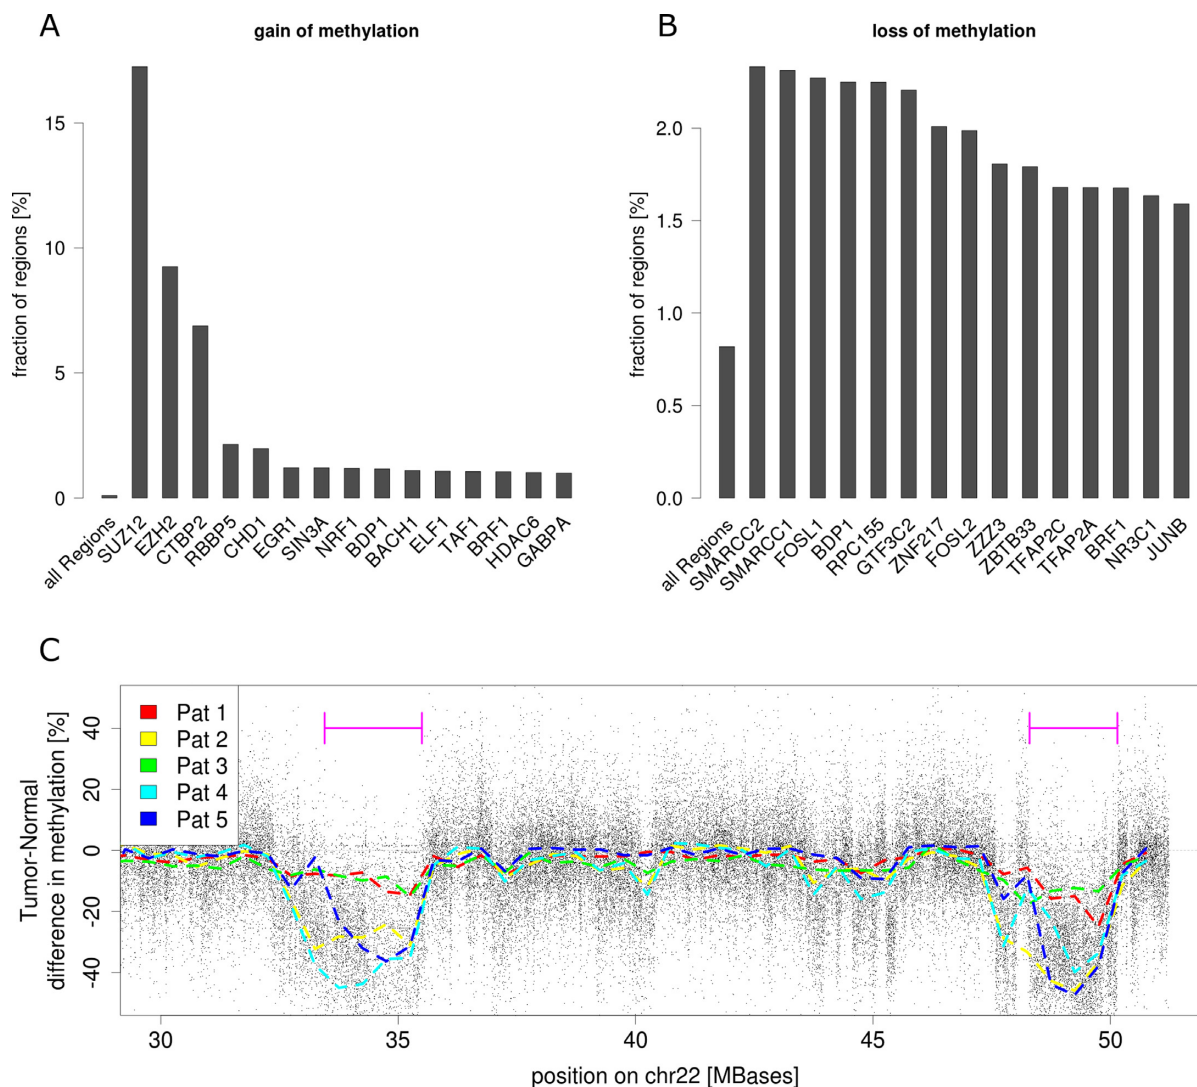 A
gain of methylation
fraction of regions [%]
15
10
5
0
all Regions
SUZ12
EZH2
CTBP2
RBBP5
CHD1
EGR1
SIN3A
NRF1
BDP1
BACH1
ELF1
TAF1
BRF1
HDAC6
GABPA
B
loss of methylation
fraction of regions [%]
2.0
1.5
1.0
0.5
0.0
all Regions
SMARCC2
SMARCC1
FOSL1
BDP1
RPC155
GTF3C2
ZNF217
FOSL2
ZZZ3
ZBTB33
TFAP2C
TFAP2A
BRF1
NR3C1
JUNB
C
Tumor-Normal
difference in methylation [%]
40
20
0
-20
-40
Pat 1
Pat 2
Pat 3
Pat 4
Pat 5
30 35 40 45 50
position on chr22 [MBases]